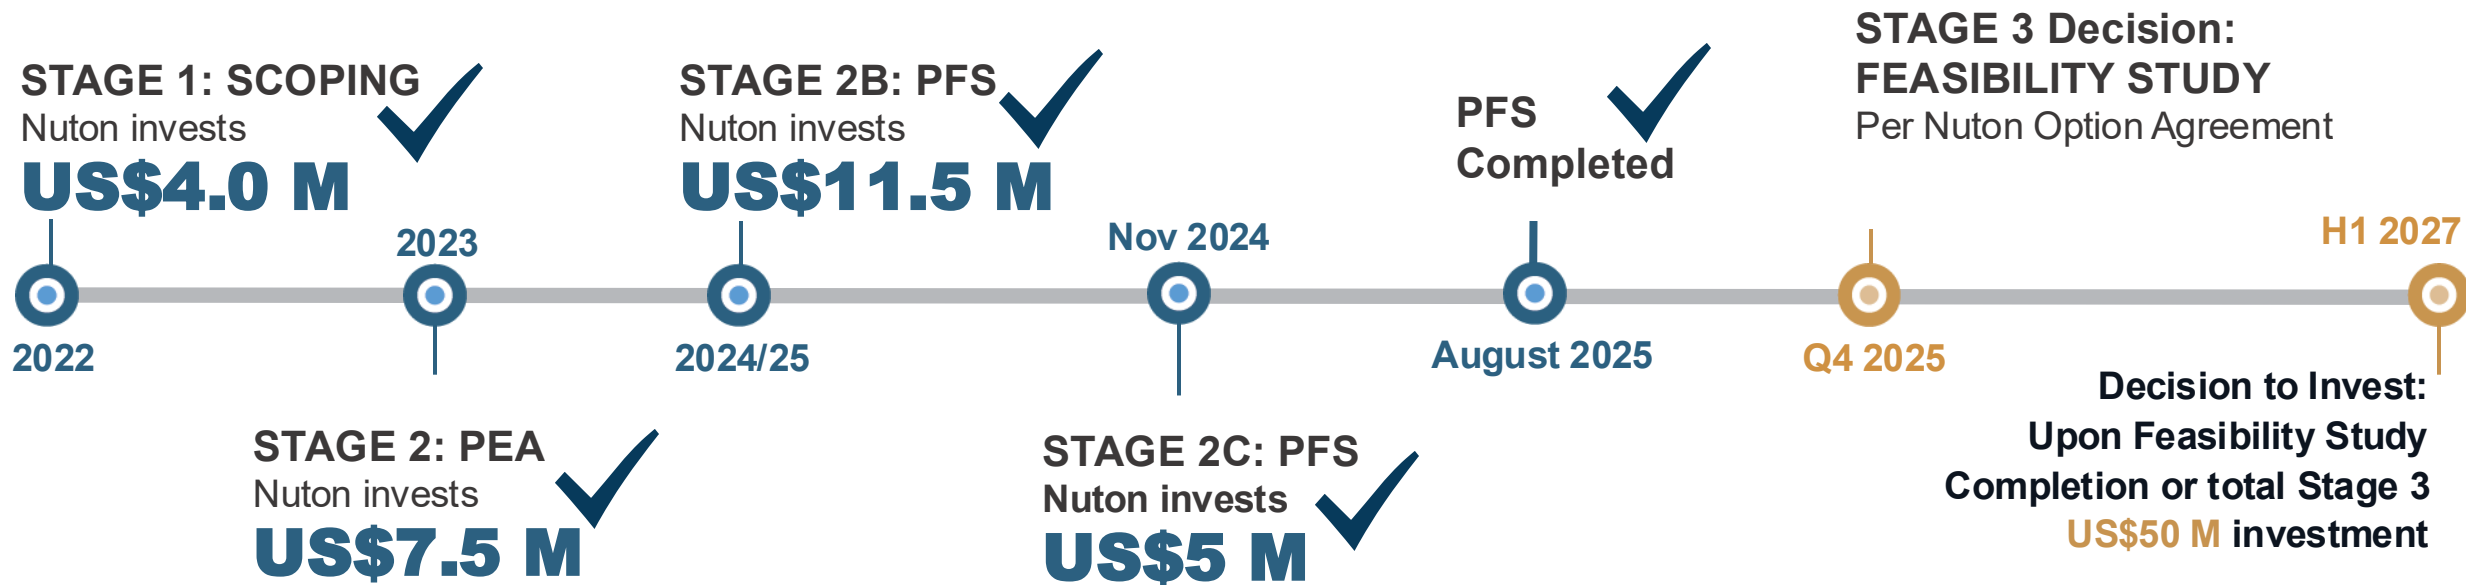 STAGE 1: SCOPING
Nuton invests
US$4.0 M
2022
2023
STAGE 2: PEA
Nuton invests
US$7.5 M
STAGE 2B: PFS
Nuton invests
US$11.5 M
2024/25
Nov 2024
STAGE 2C: PFS
Nuton invests
US$5 M
PFS
Completed
August 2025
STAGE 3 Decision:
FEASIBILITY STUDY
Per Nuton Option Agreement
Q4 2025
H1 2027
Decision to Invest:
Upon Feasibility Study
Completion or total Stage 3
US$50 M investment